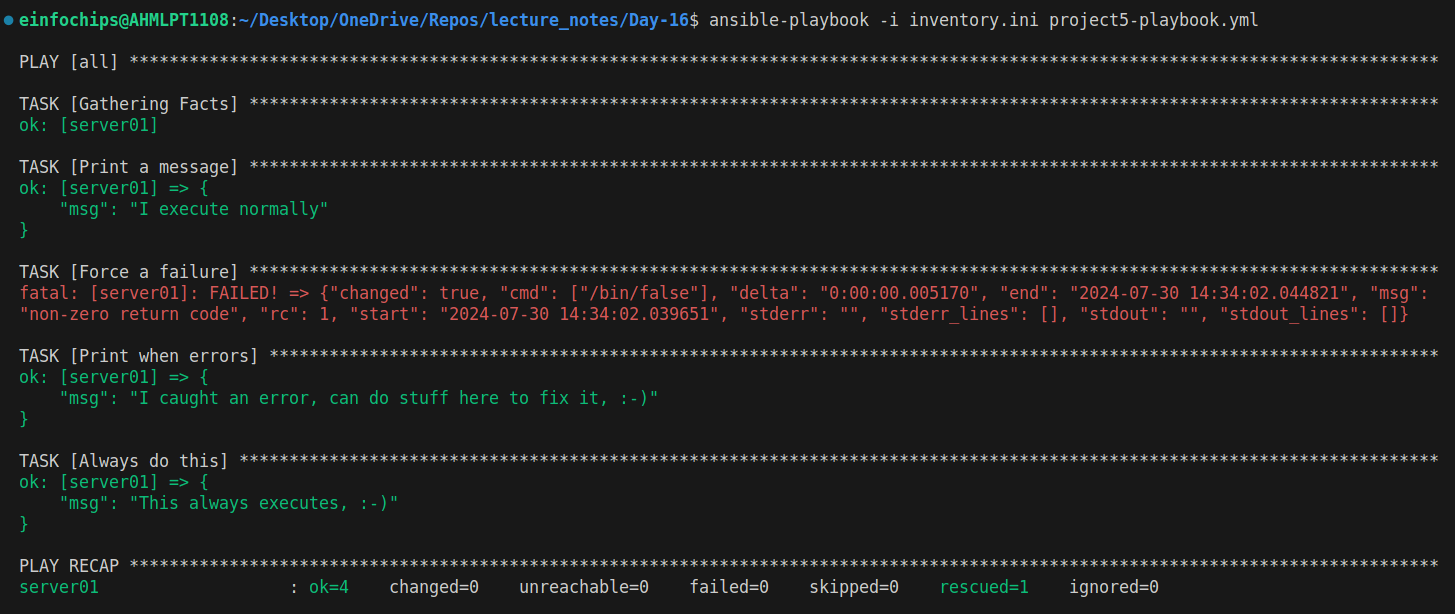 einfochips@AHMLPT1108:~/Desktop/OneDrive/Repos/lecture_notes/Day-16$ ansible-playbook -i inventory.ini project5-playbook.yml
PLAY [all] ***********************************************************************************************************************************
TASK [Gathering Facts] ***********************************************************************************************************************
ok: [server01]
TASK [Print a message] ***********************************************************************************************************************
ok: [server01] => {
    "msg": "I execute normally"
}
TASK [Force a failure] ***********************************************************************************************************************
fatal: [server01]: FAILED! => {"changed": true, "cmd": ["/bin/false"], "delta": "0:00:00.005170", "end": "2024-07-30 14:34:02.044821", "msg":
"non-zero return code", "rc": 1, "start": "2024-07-30 14:34:02.039651", "stderr": "", "stderr_lines": [], "stdout": "", "stdout_lines": []}
TASK [Print when errors] *********************************************************************************************************************
ok: [server01] => {
    "msg": "I caught an error, can do stuff here to fix it, :-)"
}
TASK [Always do this] ************************************************************************************************************************
ok: [server01] => {
    "msg": "This always executes, :-)"
}
PLAY RECAP ***********************************************************************************************************************************
server01                   : ok=4    changed=0    unreachable=0    failed=0    skipped=0    rescued=1    ignored=0